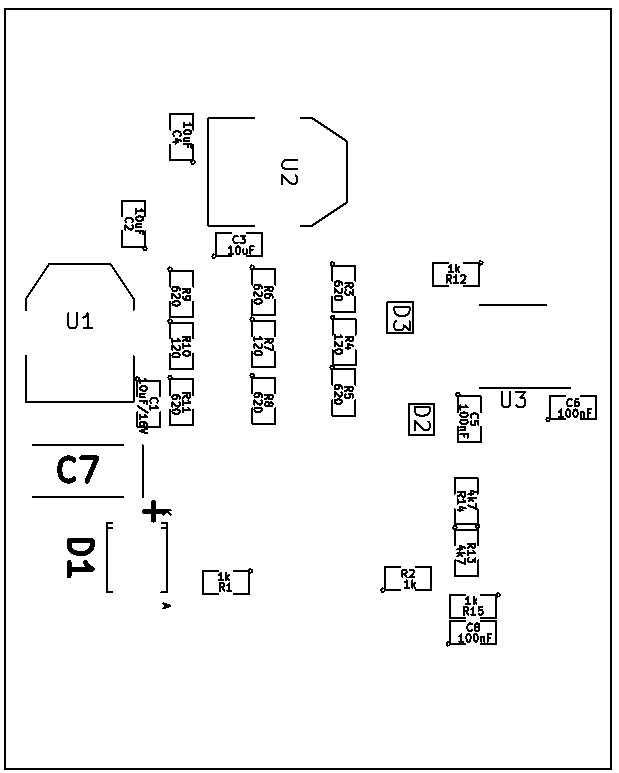 10uF
C4
U2
10uF
C2
C3
10uF
R9
620
R6
620
R3
620
1k
R12
U1
R10
120
R7
120
R4
120
D3
C1
10uF/16V
R11
620
R8
620
R5
620
U3
C6
100nF
C5
100nF
D2
C7
+
K
4k7
R14
R13
4k7
D1
1k
R1
R2
1k
A
1k
R15
C8
100nF